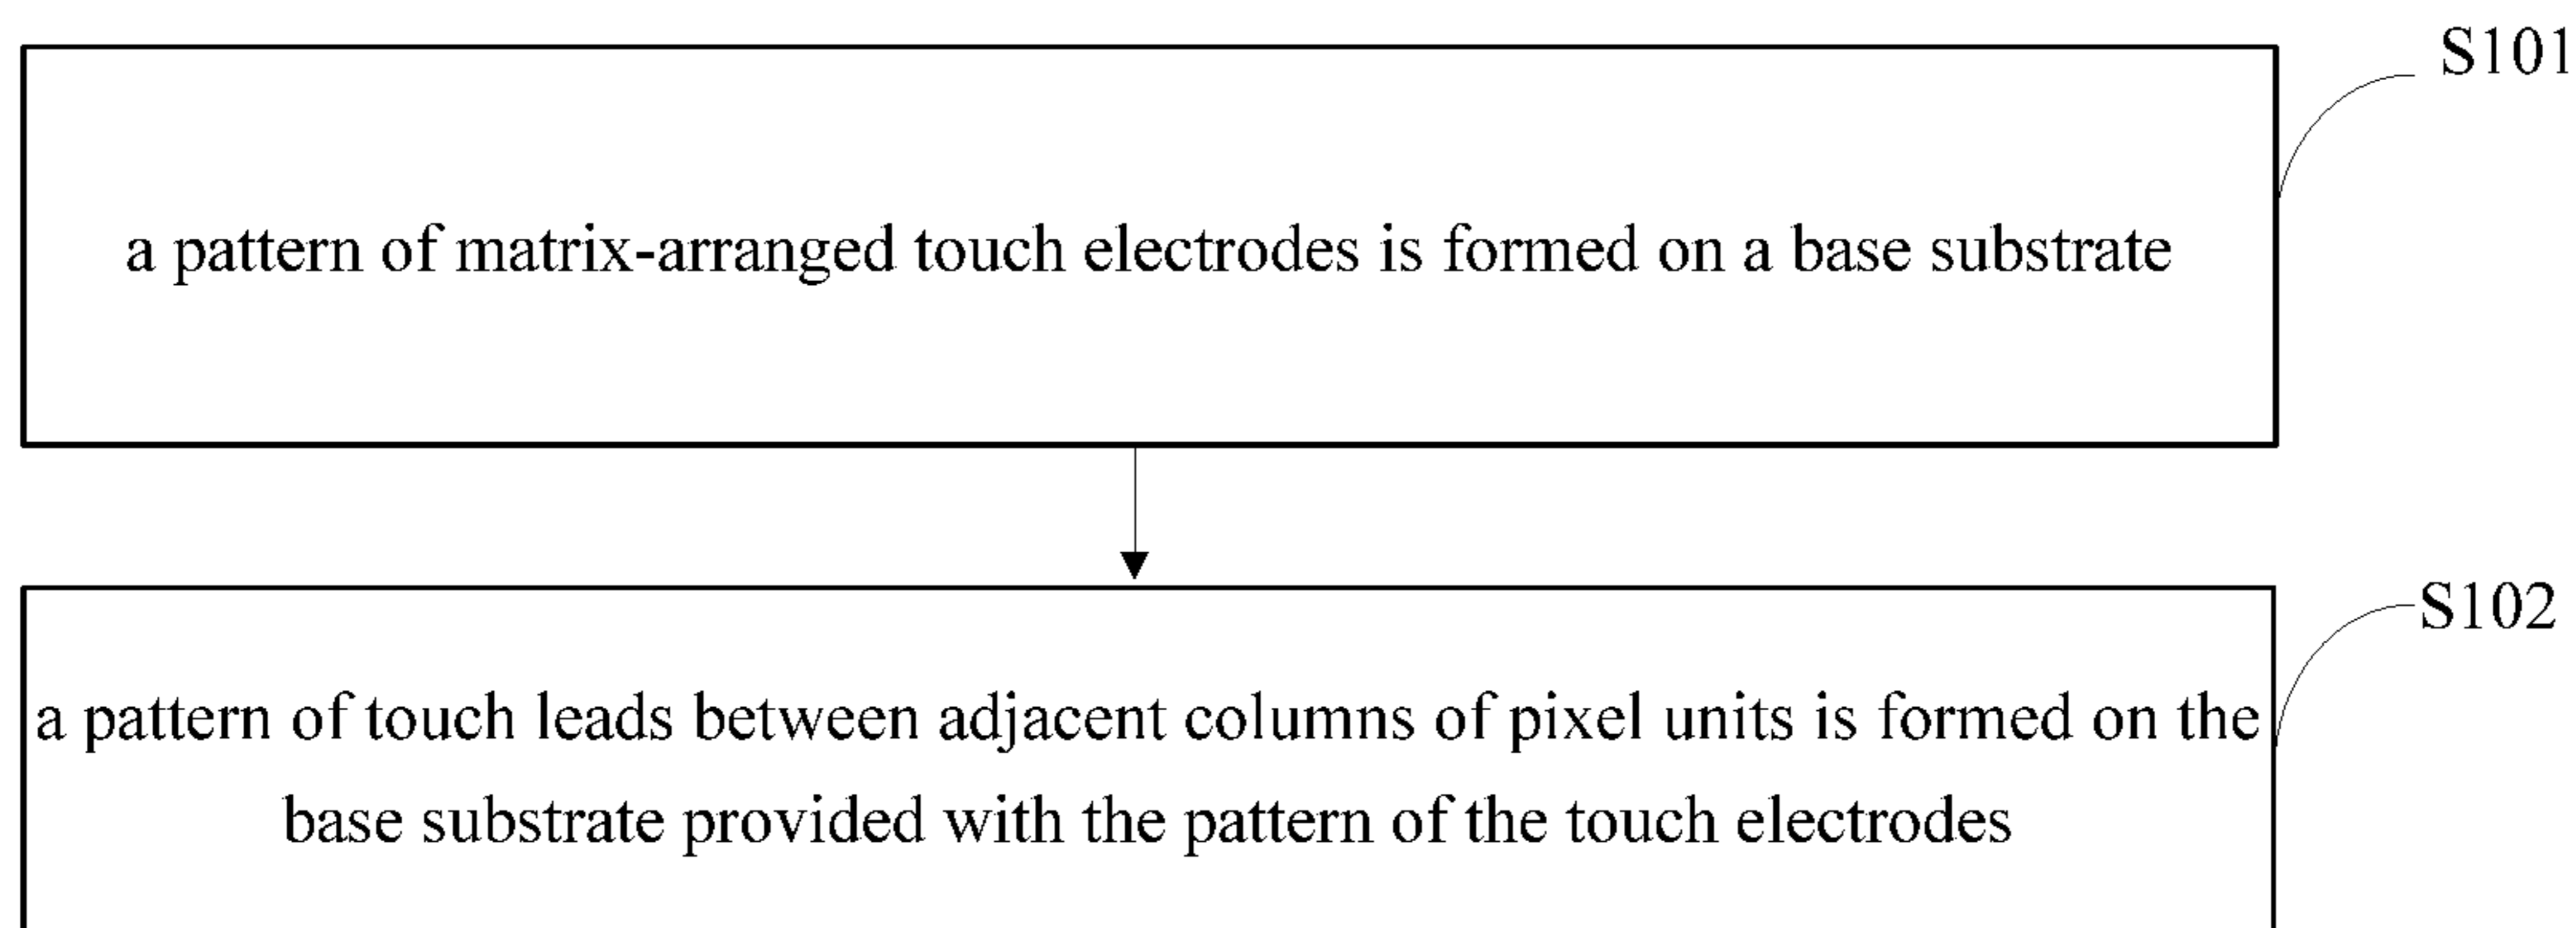 S101
a pattern of matrix-arranged touch electrodes is formed on a base substrate
S102
a pattern of touch leads between adjacent columns of pixel units is formed on the
base substrate provided with the pattern of the touch electrodes